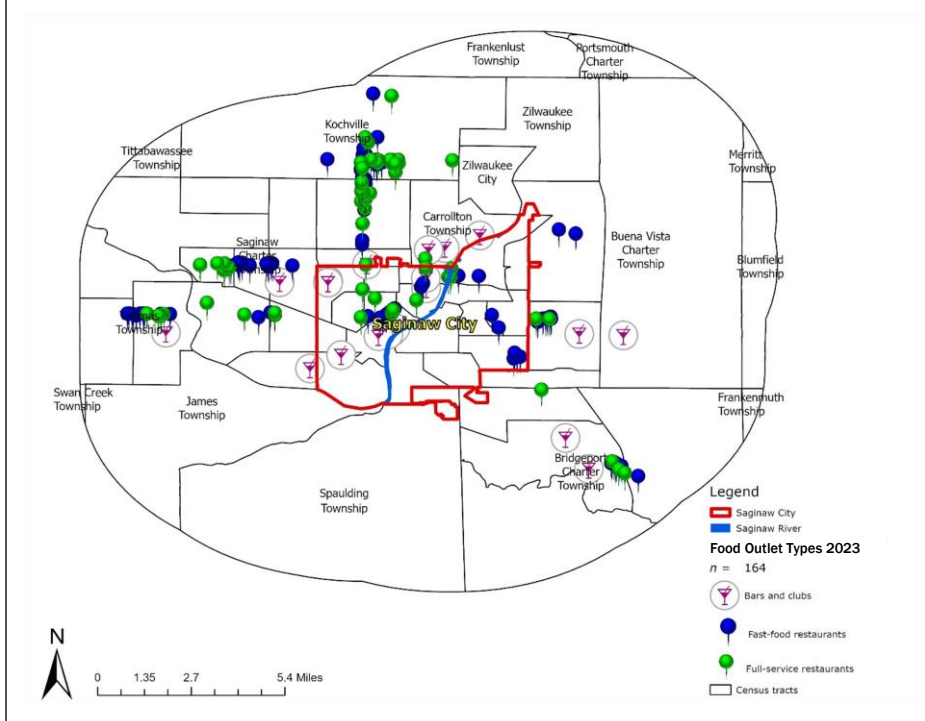 Frankenlust
Township
Portsmouth
Charter
Township
Kochville
Township
Zilwaukee
Township
Tittabawassee
Township
Merritt
Township
Zilwaukee
City
Carrollton
Township
Saginaw
Charter
Township
Buena Vista
Charter
Township
Blumfield
Township
Thomas
Township
Saginaw City
Swan Creek
Township
James
Township
Frankenmuth
Township
Bridgeport
Charter
Township
Spaulding
Township
Legend
Saginaw City
Saginaw River
Food Outlet Types 2023
n = 164
Bars and clubs
Fast-food restaurants
Full-service restaurants
Census tracts
N
0 1.35 2.7 5.4 Miles